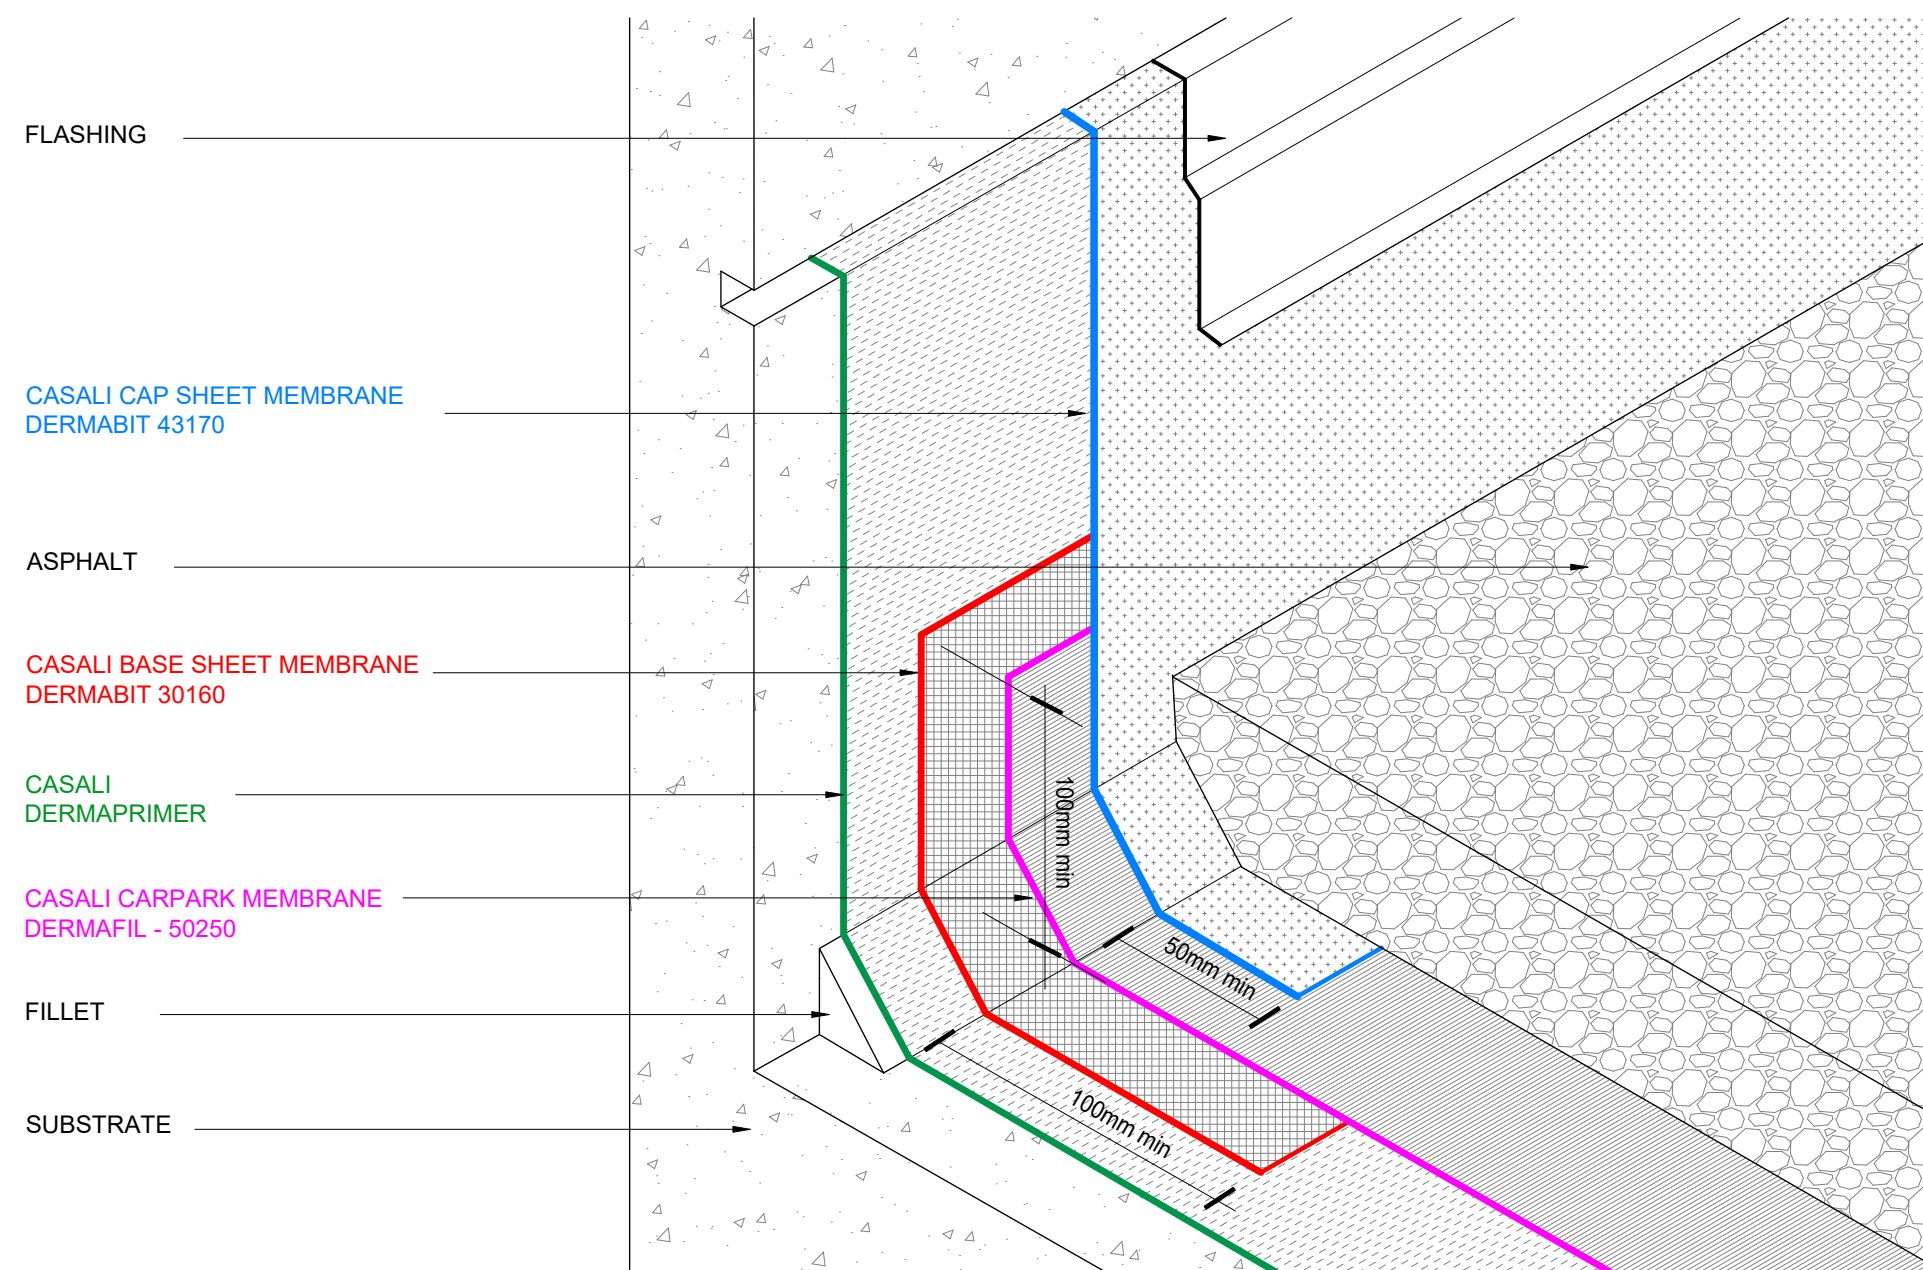 FLASHING
CASALI CAP SHEET MEMBRANE
DERMABIT 43170
ASPHALT
CASALI BASE SHEET MEMBRANE
DERMABIT 30160
CASALI
DERMAPRIMER
CASALI CARPARK MEMBRANE
DERMAFIL - 50250
FILLET
SUBSTRATE
100mm min
50mm min
100mm min